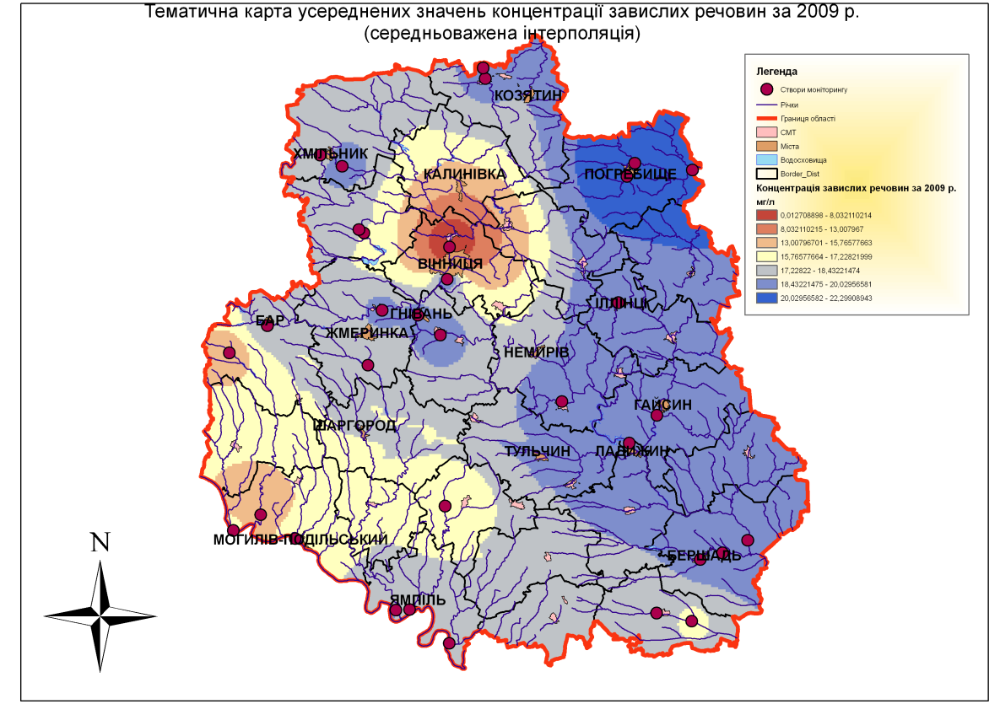 Тематична карта усереднених значень концентрації завислих речовин за 2009 р.
(середньоважена інтерполяція)
Легенда
Створи моніторингу
Річки
Границя області
СМТ
Міста
Водосховища
Border_Dist
Концентрація завислих речовин за 2009 р.
мг/л
0,012708898 - 8,032110214
8,032110215 - 13,007967
13,00796701 - 15,76577663
15,76577664 - 17,22821999
17,22822 - 18,43221474
18,43221475 - 20,02956581
20,02956582 - 22,29908943
КОЗЯТИН
ХМІЛЬНИК
КАЛИНІВКА
ПОГРЕБИЩЕ
ВІННИЦЯ
ІЛЛІНЦІ
ГНІВАНЬ
БАР
ЖМЕРИНКА
НЕМИРІВ
ГАЙСИН
ШАРГОРОД
ТУЛЬЧИН
ЛАДИЖИН
МОГИЛІВ-ПОДІЛЬСЬКИЙ
БЕРШАДЬ
ЯМПІЛЬ
N